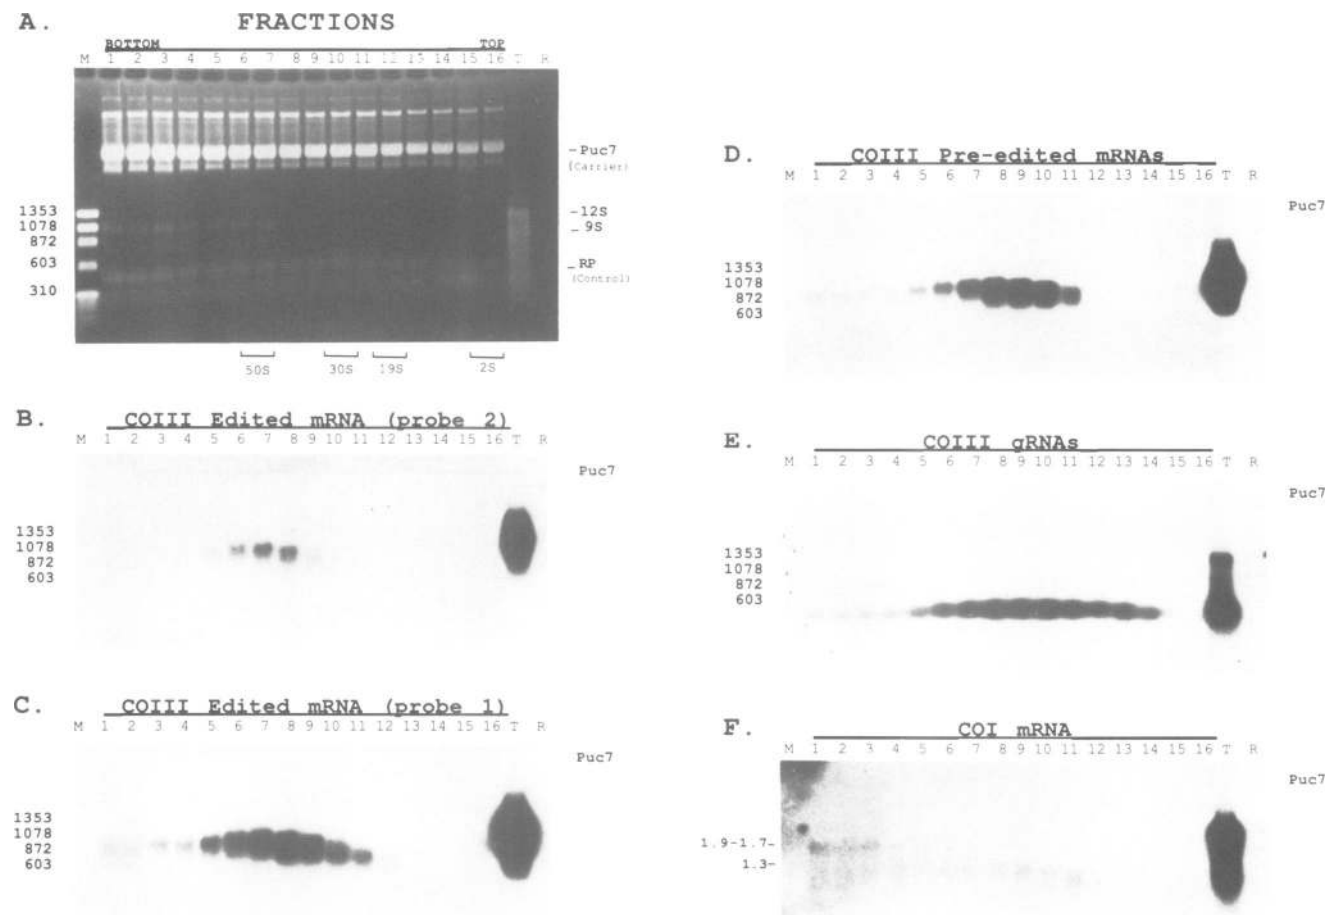 A. FRACTIONS
BOTTOM TOP
M 1 2 3 4 5 6 7 8 9 10 11 12 13 14 15 16 T R
-Puc7
(Carrier)
1353 -12S
1078 - 9S
872
603 - RP
(Control)
310
50S 30S 19S 2S
B. COIII Edited mRNA (probe 2)
M 1 2 3 4 5 6 7 8 9 10 11 12 13 14 15 16 T R
Puc7
1353
1078
872
603
C. COIII Edited mRNA (probe 1)
M 1 2 3 4 5 6 7 8 9 10 11 12 13 14 15 16 T R
Puc7
1353
1078
872
603
D. COIII Pre-edited mRNAs
M 1 2 3 4 5 6 7 8 9 10 11 12 13 14 15 16 T R
Puc7
1353
1078
872
603
E. COIII gRNAs
M 1 2 3 4 5 6 7 8 9 10 11 12 13 14 15 16 T R
Puc7
1353
1078
872
603
F. COI mRNA
M 1 2 3 4 5 6 7 8 9 10 11 12 13 14 15 16 T R
Puc7
1.9-1.7-
1.3-